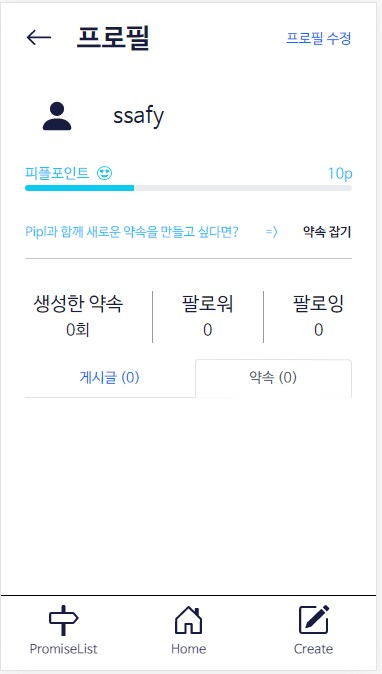 프로필 프로필 수정
ssafy
피플포인트 10p
Pipl과 함께 새로운 약속을 만들고 싶다면? =〉 약속 잡기
생성한 약속 팔로워 팔로잉
0회 0 0
게시글 (0) 약속 (0)
PromiseList Home Create